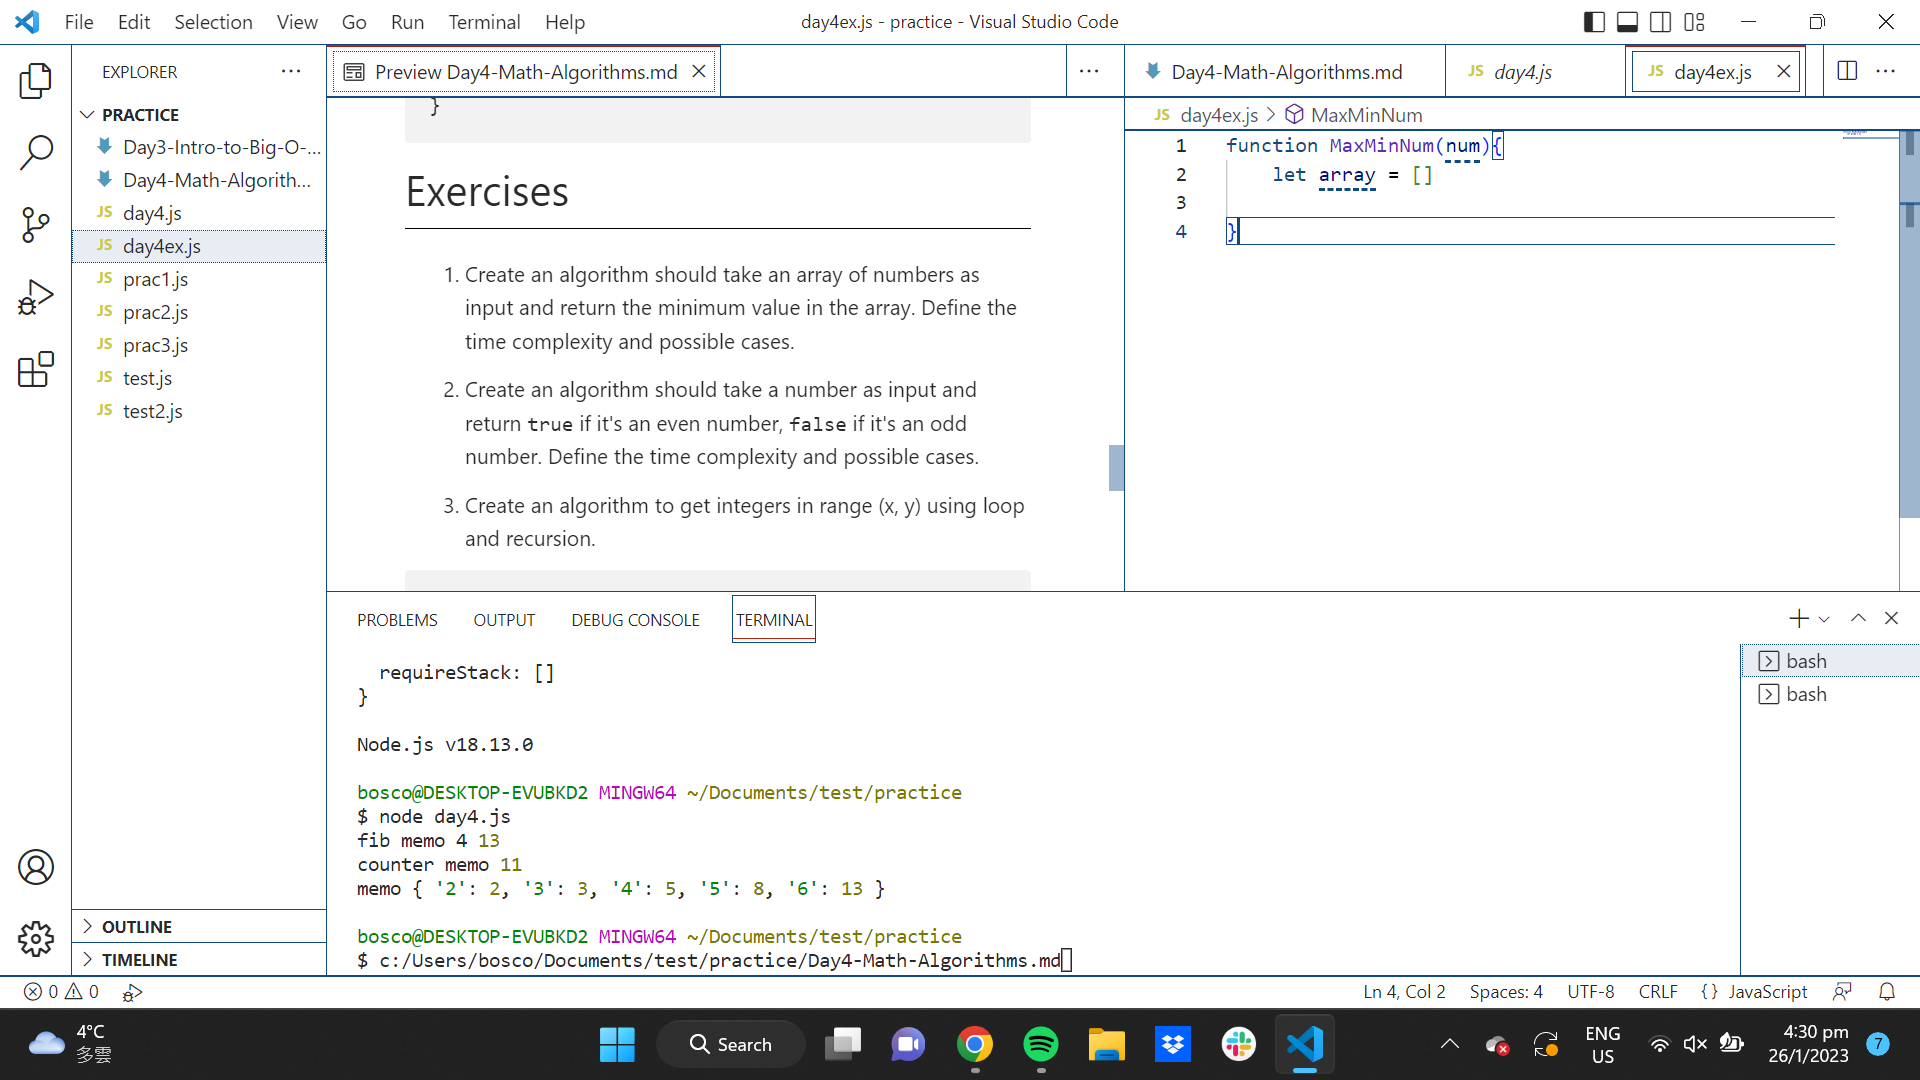 File Edit Selection View Go Run Terminal Help
day4ex.js - practice - Visual Studio Code
EXPLORER
PRACTICE
Day3-Intro-to-Big-O-...
Day4-Math-Algorith...
JS day4.js
JS day4ex.js
JS prac1.js
JS prac2.js
JS prac3.js
JS test.js
JS test2.js
OUTLINE
TIMELINE
Preview Day4-Math-Algorithms.md
}
Exercises
1. Create an algorithm should take an array of numbers as
input and return the minimum value in the array. Define the
time complexity and possible cases.
2. Create an algorithm should take a number as input and
return true if it's an even number, false if it's an odd
number. Define the time complexity and possible cases.
3. Create an algorithm to get integers in range (x, y) using loop
and recursion.
Day4-Math-Algorithms.md
JS day4.js
JS day4ex.js
JS day4ex.js > MaxMinNum
1 function MaxMinNum(num){
2 let array = []
3
4 }
PROBLEMS OUTPUT DEBUG CONSOLE TERMINAL
requireStack: []
}
Node.js v18.13.0
bosco@DESKTOP-EVUBKD2 MINGW64 ~/Documents/test/practice
$ node day4.js
fib memo 4 13
counter memo 11
memo { '2': 2, '3': 3, '4': 5, '5': 8, '6': 13 }
bosco@DESKTOP-EVUBKD2 MINGW64 ~/Documents/test/practice
$ c:/Users/bosco/Documents/test/practice/Day4-Math-Algorithms.md
bash
bash
0 0
Ln 4, Col 2 Spaces: 4 UTF-8 CRLF {} JavaScript
4°C
多雲
Search
ENG
US
4:30 pm
26/1/2023
7